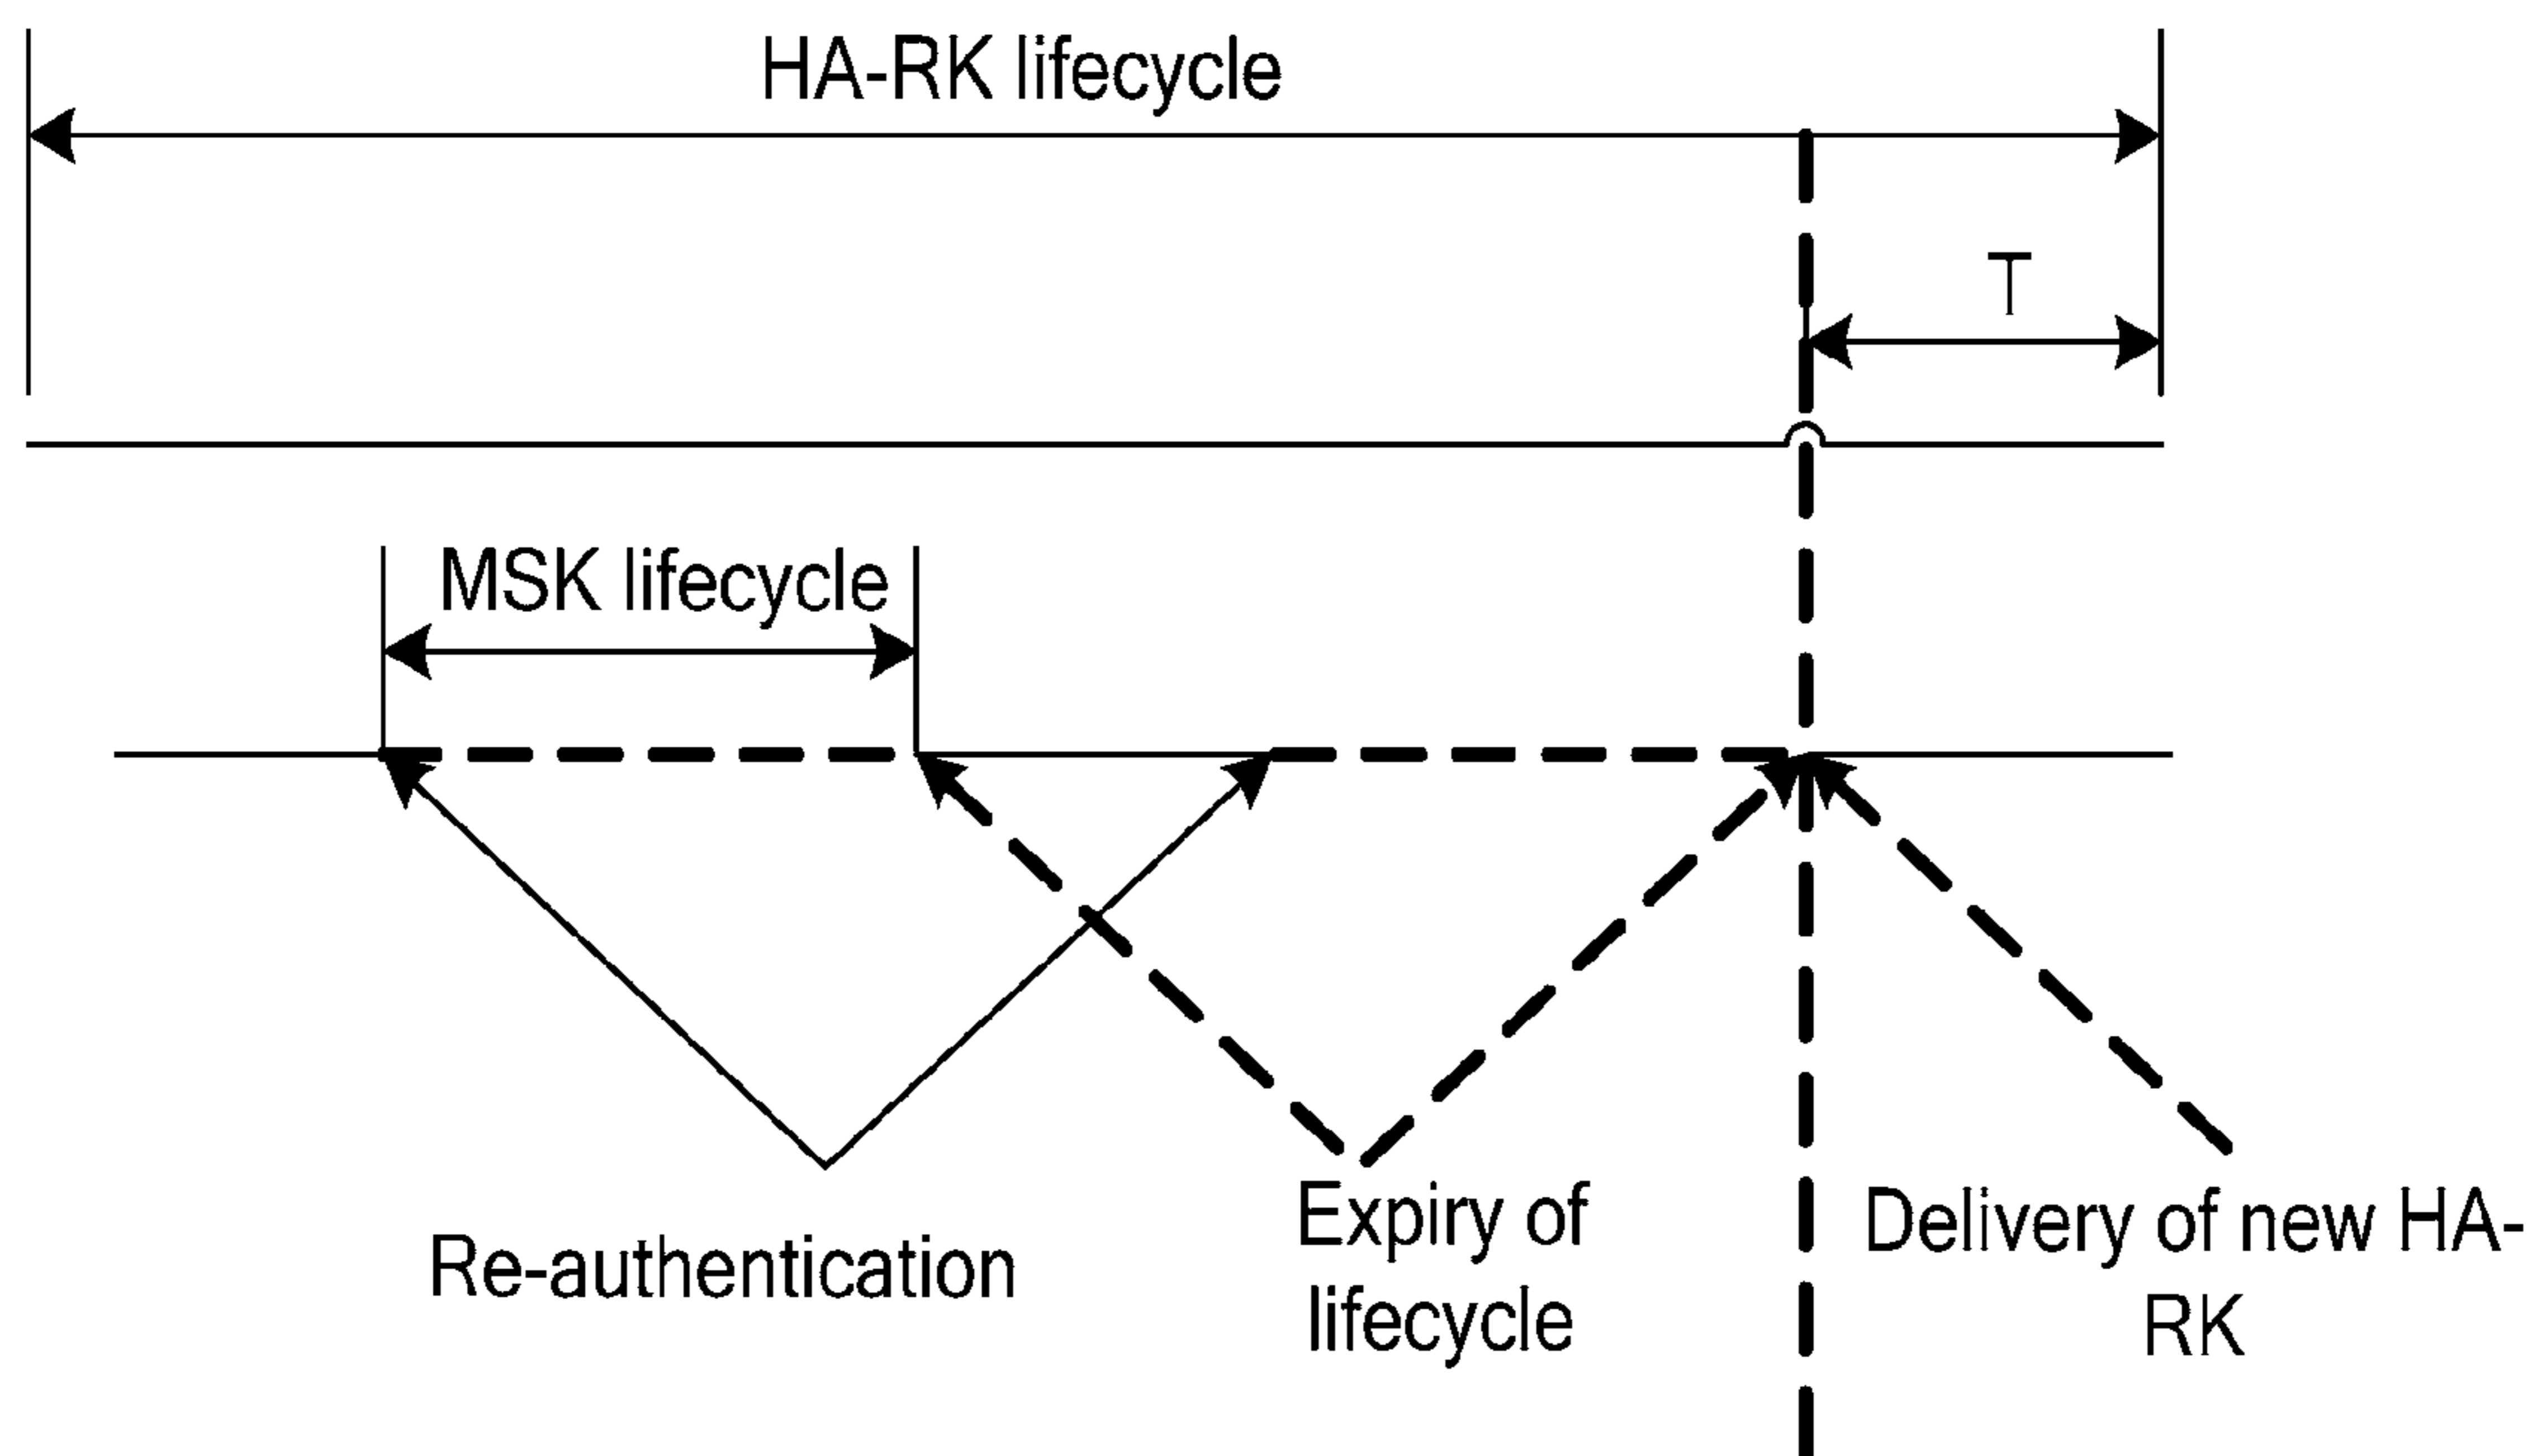 HA-RK lifecycle
T
MSK lifecycle
Re-authentication
Expiry of
lifecycle
Delivery of new HA-
RK